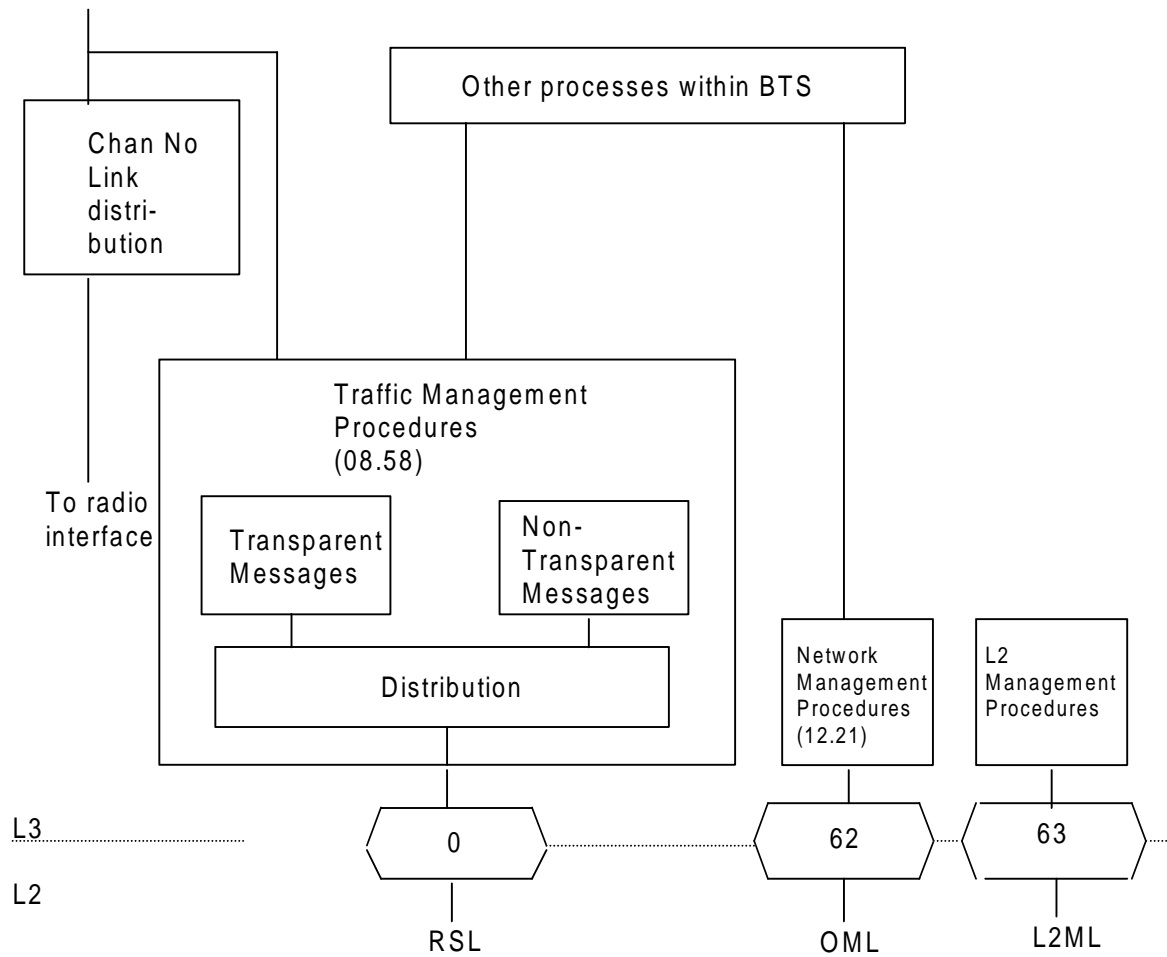 Other processes within BTS
Chan No
Link
distri-
bution
Traffic Management
Procedures
(08.58)
To radio
interface
Transparent
Messages
Non-
Transparent
Messages
Distribution
Network
Management
Procedures
(12.21)
L2
Management
Procedures
L3
0
62
63
L2
RSL
OML
L2ML